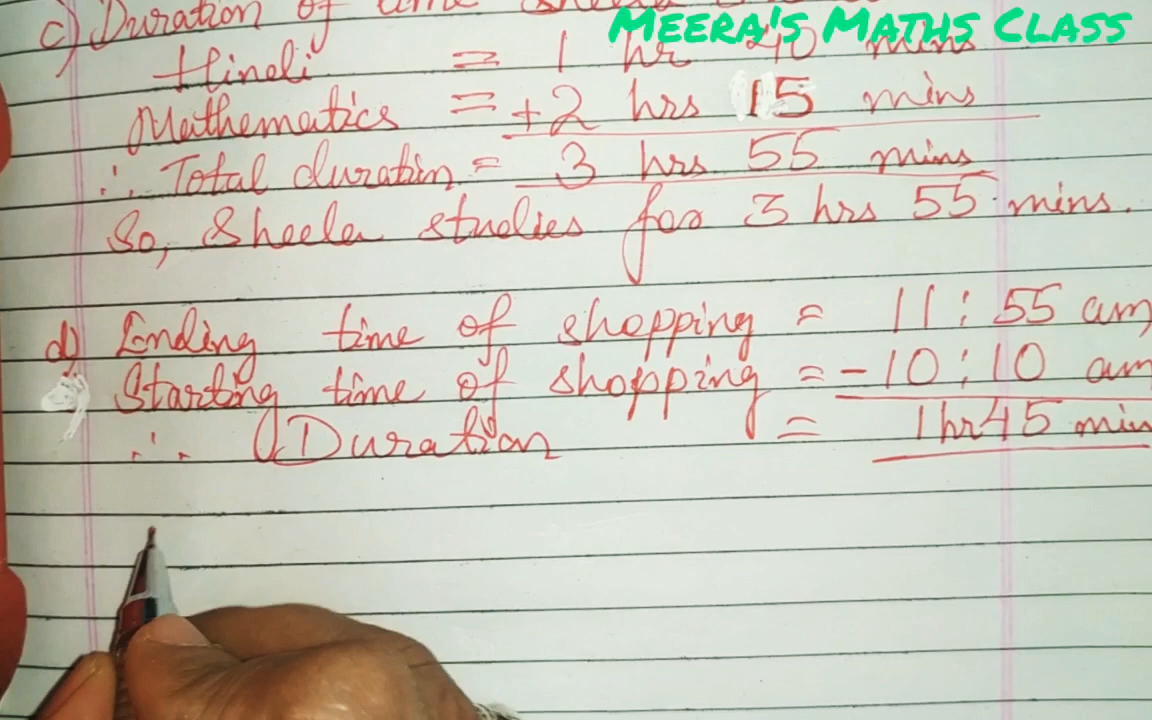 MEERA'S MATHS CLASS
c) Duration of time
Hindi = 1 hr 40 mins
Mathematics = +2 hrs 15 mins
∴ Total duration = 3 hrs 55 mins
So, Sheela studies for 3 hrs 55 mins.
d) Ending time of shopping = 11:55 am
Starting time of shopping = -10:10 am
∴ Duration = 1hr 45 min